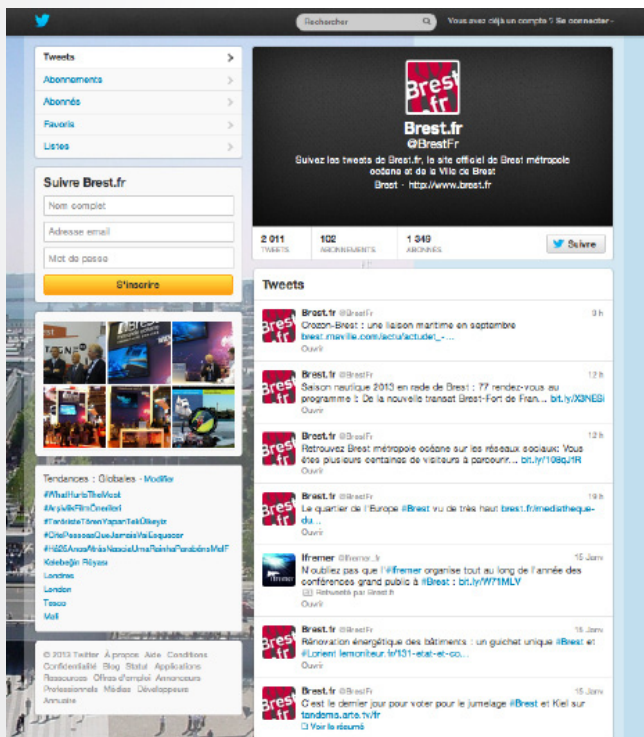 Rechercher
Vous avez déjà un compte ? Se connecter
Tweets
Abonnements
Abonnés
Favoris
Listes
Suivre Brest.fr
Nom complet
Adresse email
Mot de passe
S'inscrire
Tendances : Globales · Modifier
#WhatHurtsTheMost
#ArşivlikFilmÖnerileri
#TeröristeTörenYapanTekÜlkeyiz
#CitePessoasQueJamaisVaiEsquecer
Kelebeğin Rüyası
Londres
London
Tesco
Mali
© 2013 Twitter À propos Aide Conditions
Confidentialité Blog Statut Applications
Ressources Offres d'emploi Annonceurs
Professionnels Médias Développeurs
Annuaire
Brest
.fr
Brest.fr
@BrestFr
Suivez les tweets de Brest.fr, le site officiel de Brest métropole
océane et de la Ville de Brest
Brest · http://www.brest.fr
2 011
TWEETS
102
ABONNEMENTS
1 349
ABONNÉS
Suivre
Tweets
Brest.fr @BrestFr 9 h
Crozon-Brest : une liaison maritime en septembre
brest.maville.com/actu/actudet_-...
Ouvrir
Brest.fr @BrestFr 12 h
Saison nautique 2013 en rade de Brest : 77 rendez-vous au
programme !: De la nouvelle transat Brest-Fort de Fran... bit.ly/X3NESi
Ouvrir
Brest.fr @BrestFr 12 h
Retrouvez Brest métropole océane sur les réseaux sociaux: Vous
êtes plusieurs centaines de visiteurs à parcourir... bit.ly/108qJfR
Ouvrir
Brest.fr @BrestFr 19 h
Le quartier de l'Europe #Brest vu de très haut brest.fr/mediatheque-
du...
Ouvrir
Ifremer @Ifremer_fr 15 Janv
N'oubliez pas que l'#Ifremer organise tout au long de l'année des
conférences grand public à #Brest : bit.ly/W71MLV
Retweeté par Brest.fr
Ouvrir
Brest.fr @BrestFr 15 Janv
Rénovation énergétique des bâtiments : un guichet unique #Brest et
#Lorient lemoniteur.fr/131-etat-et-co...
Ouvrir
Brest.fr @BrestFr 15 Janv
C'est le dernier jour pour voter pour le jumelage #Brest et Kiel sur
tandems.arte.tv/fr
Voir le résumé